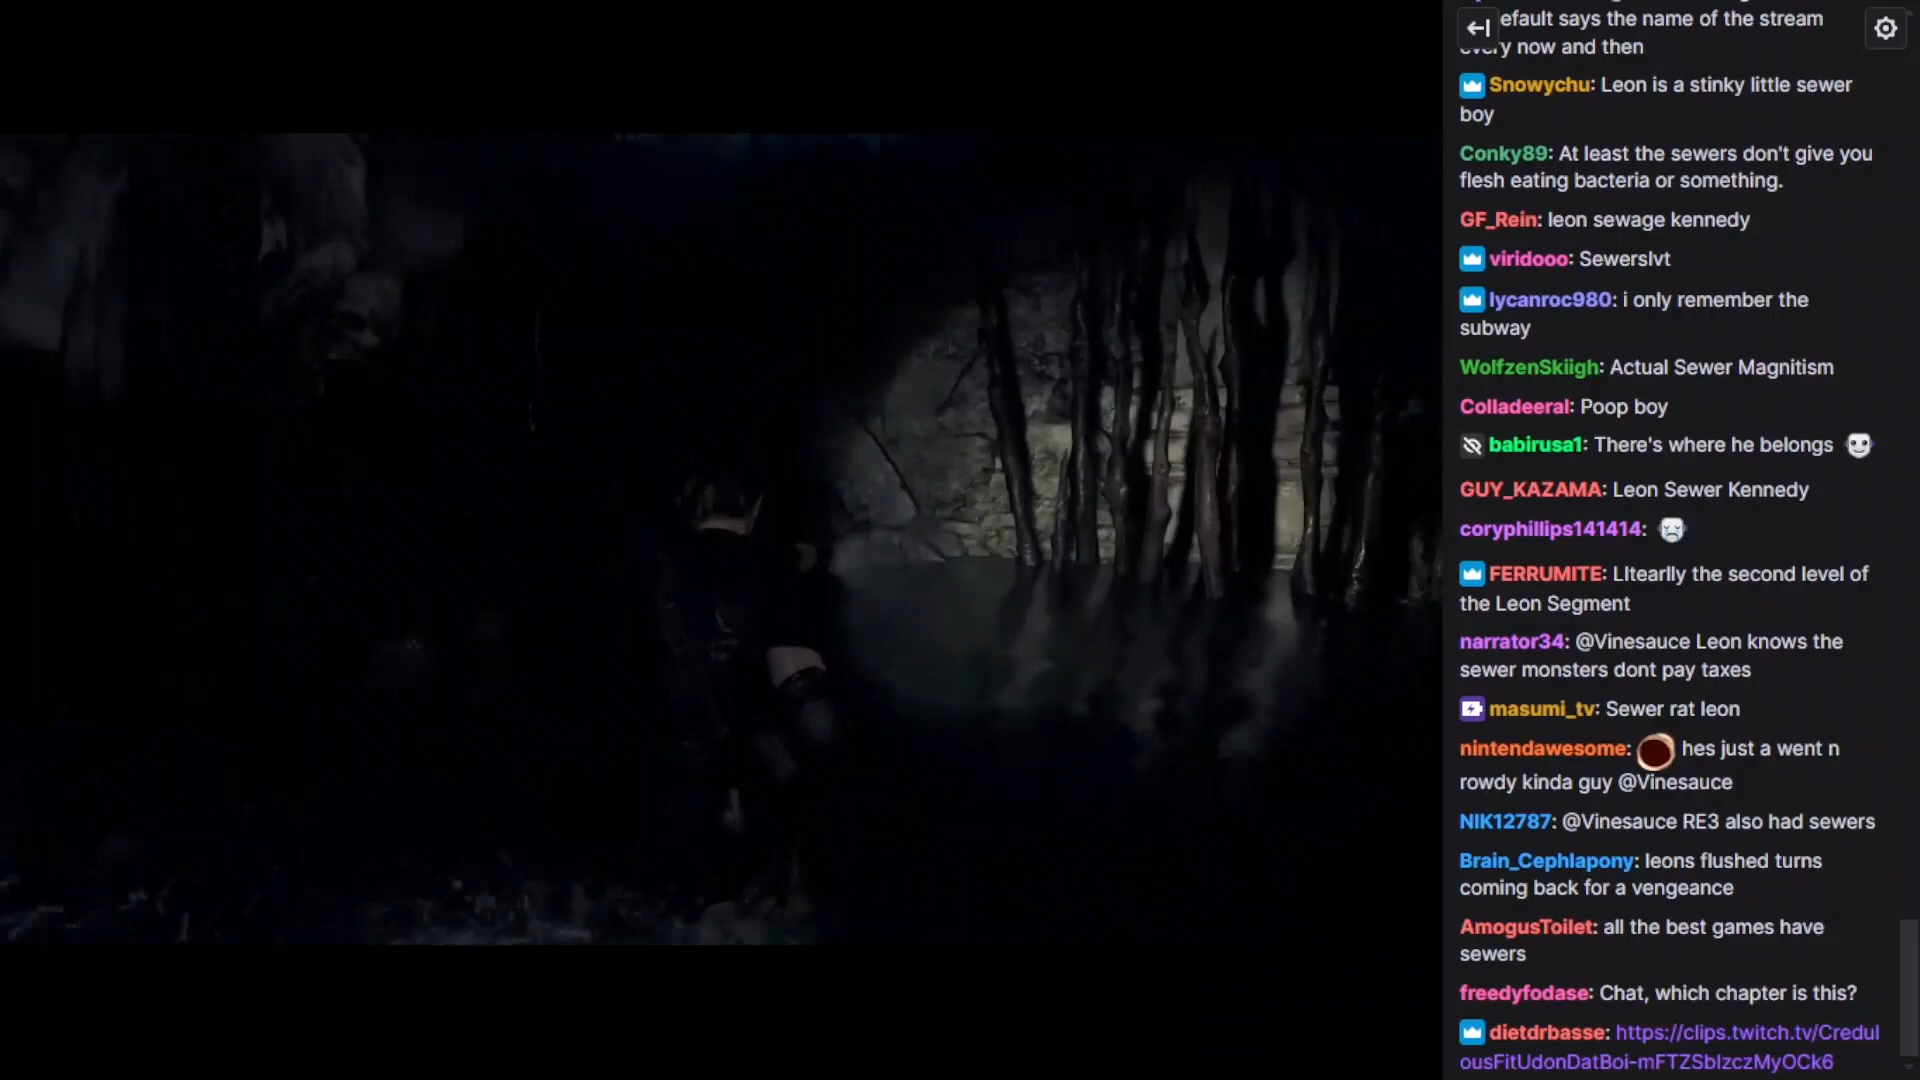 efault says the name of the stream
every now and then
Snowychu: Leon is a stinky little sewer
boy
Conky89: At least the sewers don't give you
flesh eating bacteria or something.
GF_Rein: leon sewage kennedy
viridooo: Sewerslvt
lycanroc980: i only remember the
subway
WolfzenSkiigh: Actual Sewer Magnitism
Colladeeral: Poop boy
babirusa1: There's where he belongs
GUY_KAZAMA: Leon Sewer Kennedy
coryphillips141414:
FERRUMITE: LItearlly the second level of
the Leon Segment
narrator34: @Vinesauce Leon knows the
sewer monsters dont pay taxes
masumi_tv: Sewer rat leon
nintendawesome: hes just a went n
rowdy kinda guy @Vinesauce
NIK12787: @Vinesauce RE3 also had sewers
Brain_Cephlapony: leons flushed turns
coming back for a vengeance
AmogusToilet: all the best games have
sewers
freedyfodase: Chat, which chapter is this?
dietdrbasse: https://clips.twitch.tv/Credul
ousFitUdonDatBoi-mFTZSbIzczMyOCk6